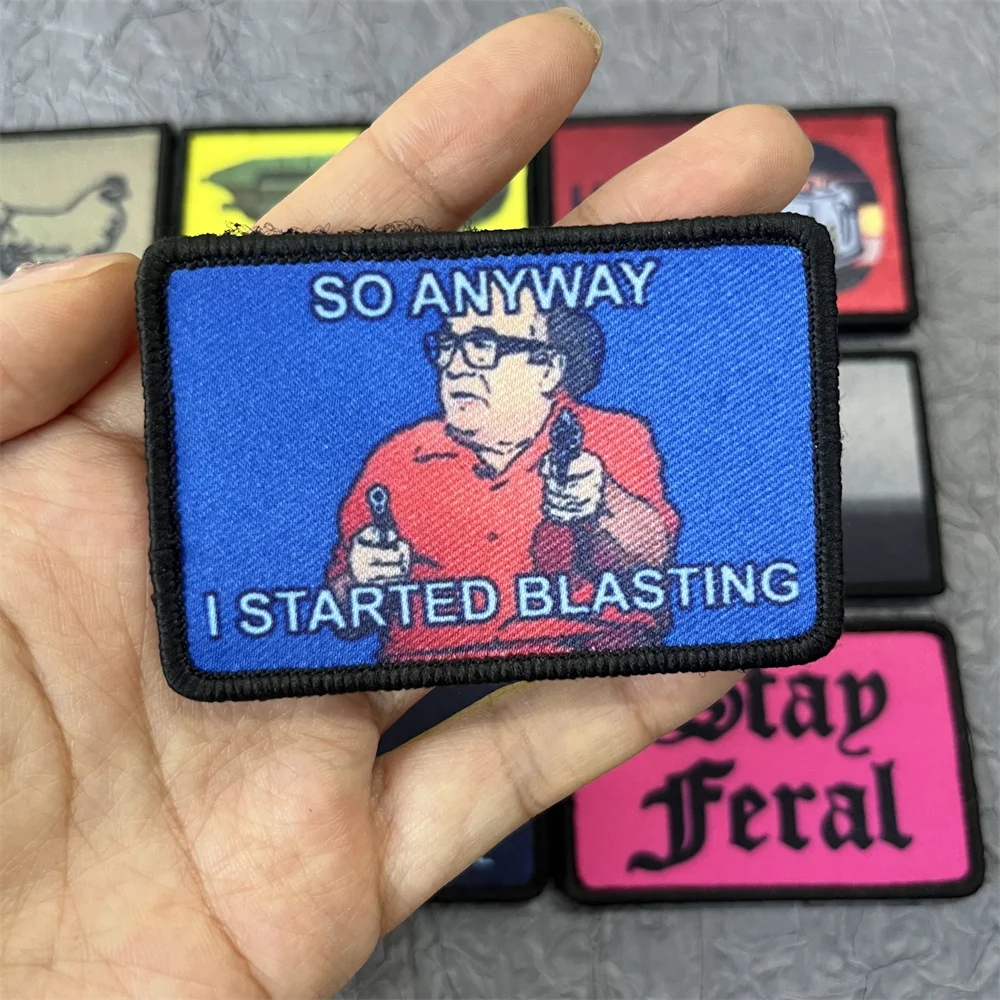 SO ANYWAY
I STARTED BLASTING
Stay
Feral